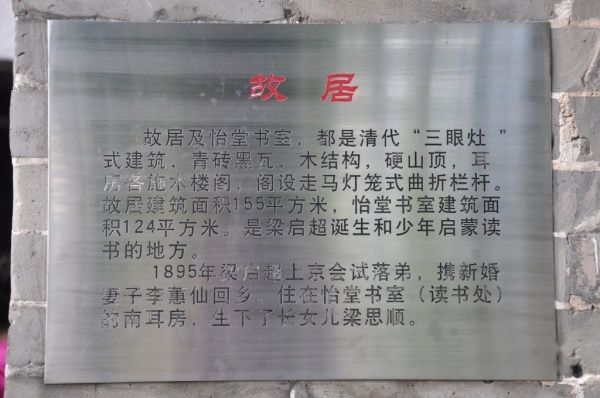 故居
故居及怡堂书室，都是清代“三眼灶”
式建筑，青砖黑瓦，木结构，硬山顶，耳
房各施木楼阁，阁设走马灯笼式曲折栏杆。
故居建筑面积155平方米，怡堂书室建筑面
积124平方米。是梁启超诞生和少年启蒙读
书的地方。
1895年梁启超上京会试落弟，携新婚
妻子李蕙仙回乡，住在怡堂书室（读书处）
的南耳房，生下了长女儿梁思顺。